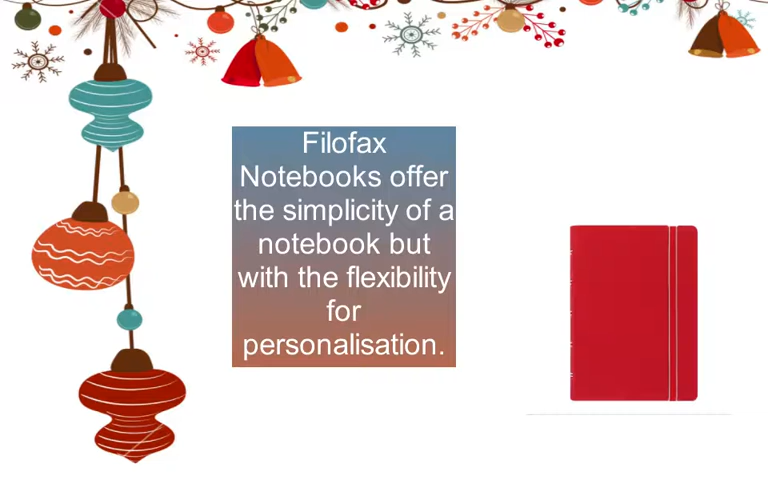 Filofax
Notebooks offer
the simplicity of a
notebook but
with the flexibility
for
personalisation.